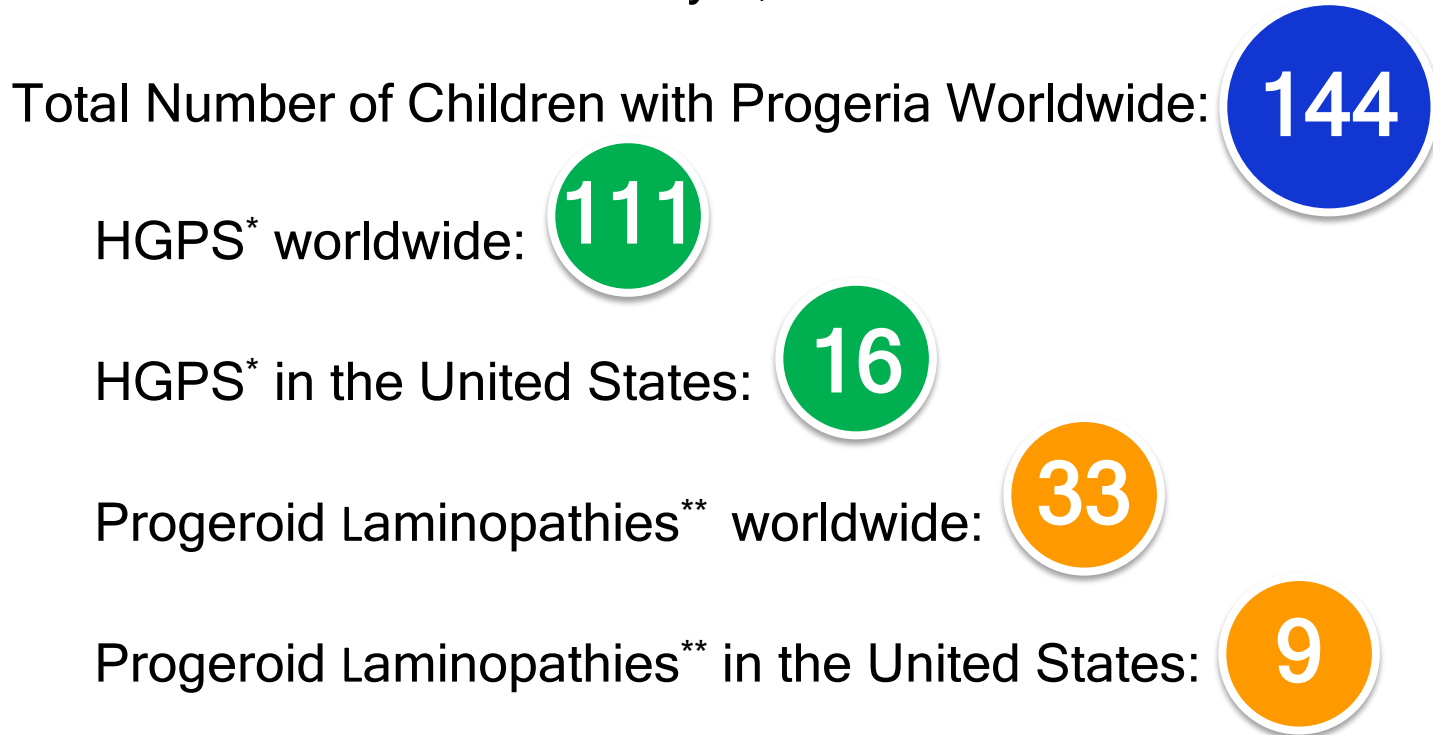 Total Number of Children with Progeria Worldwide: 144
HGPS* worldwide: 111
HGPS* in the United States: 16
Progeroid Laminopathies** worldwide: 33
Progeroid Laminopathies** in the United States: 9